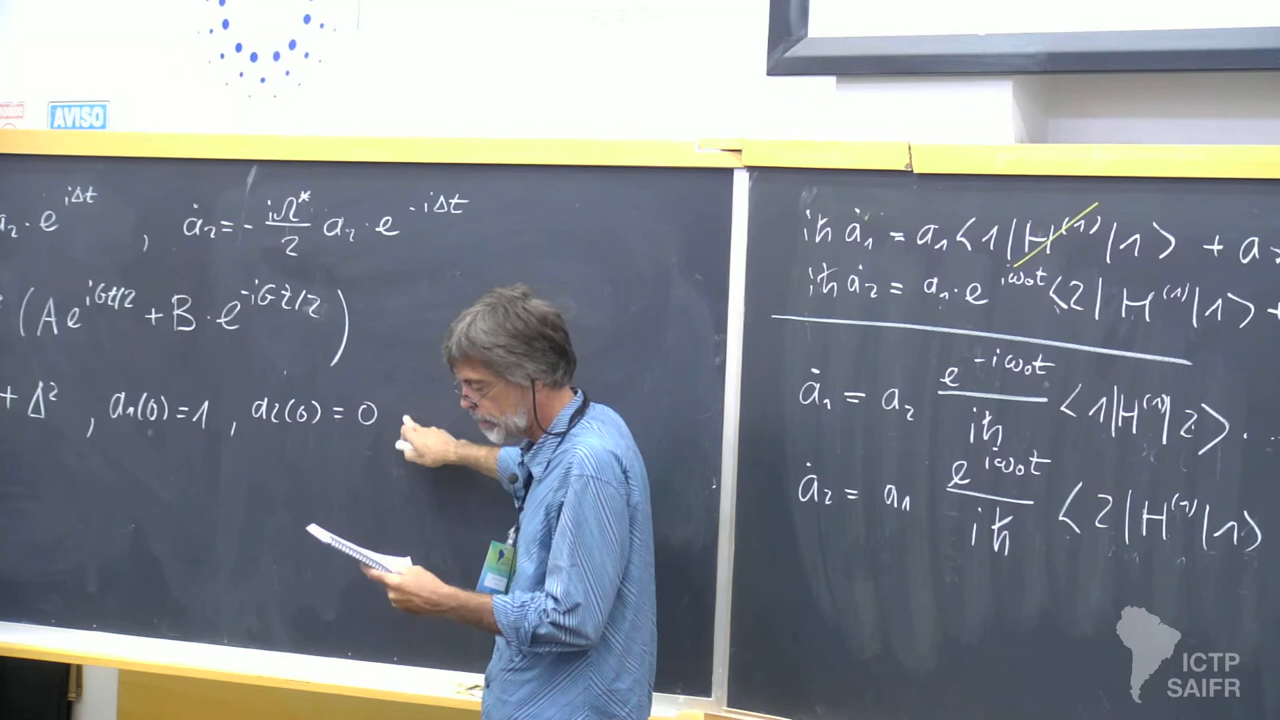 AVISO
a₂·e^{iΔt} , ȧ₂ = - iΩ*/2 a₂·e^{-iΔt}
(A e^{iGt/2} + B·e^{-iGt/2})
+ Δ² , a₁(0) = 1 , a₂(0) = 0
iħ ȧ₁ = a₁⟨1|H⁽¹⁾|1⟩ + a₂
iħ ȧ₂ = a₁·e^{iω₀t}⟨2|H⁽¹⁾|1⟩ +
ȧ₁ = a₂ e^{-iω₀t}/iħ ⟨1|H⁽¹⁾|2⟩...
ȧ₂ = a₁ e^{iω₀t}/iħ ⟨2|H⁽¹⁾|1⟩
ICTP
SAIFR